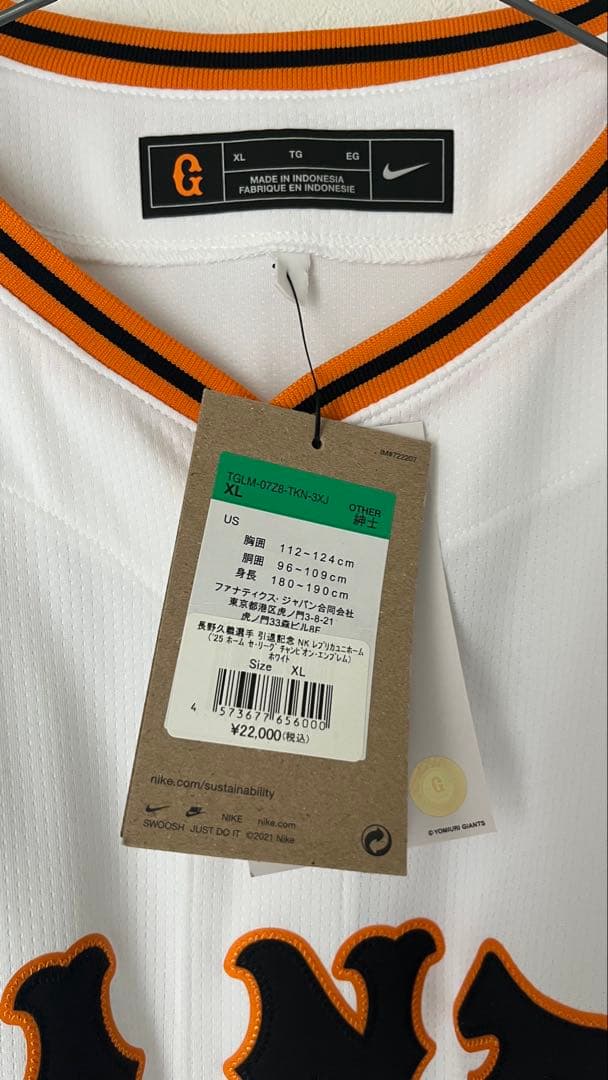 G
XL TG EG
MADE IN INDONESIA
FABRIQUE EN INDONESIE
IM#722207
TGLM-07Z8-TKN-3XJ
XL
OTHER
紳士
US
胸囲 112~124cm
胴囲 96~109cm
身長 180~190cm
ファナティクス・ジャパン合同会社
東京都港区虎ノ門3-8-21
虎ノ門33森ビル8F
長野久義選手 引退記念 NK レプリカユニホーム
('25 ホーム セ・リーグ チャンピオン・エンブレム)
ホワイト
Size XL
4 573677 656000
¥22,000(税込)
nike.com/sustainability
NIKE nike.com
SWOOSH JUST DO IT ©2021 Nike
G
©YOMIURI GIANTS